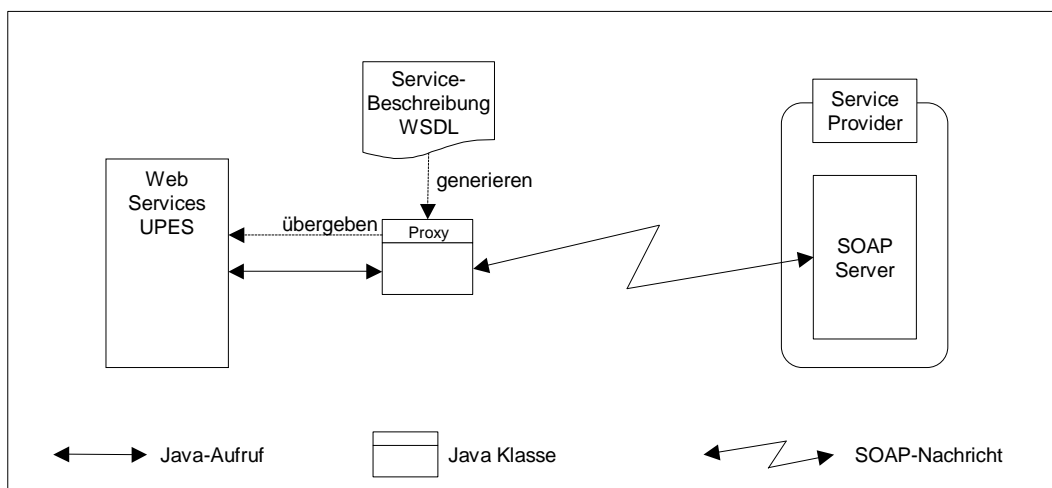 Service-
Beschreibung
WSDL
Service
Provider
generieren
Web
Services
UPES
übergeben
Proxy
SOAP
Server
Java-Aufruf
Java Klasse
SOAP-Nachricht